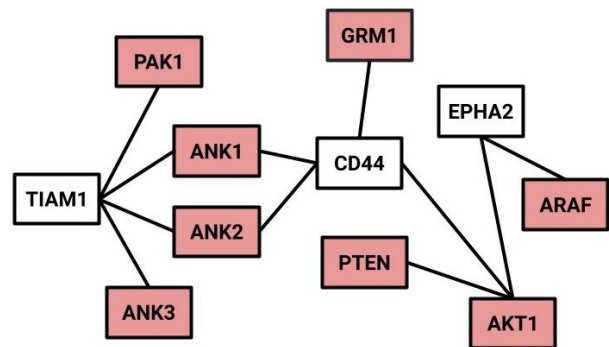 GRM1
PAK1
EPHA2
ANK1
CD44
TIAM1
ARAF
ANK2
PTEN
ANK3
AKT1